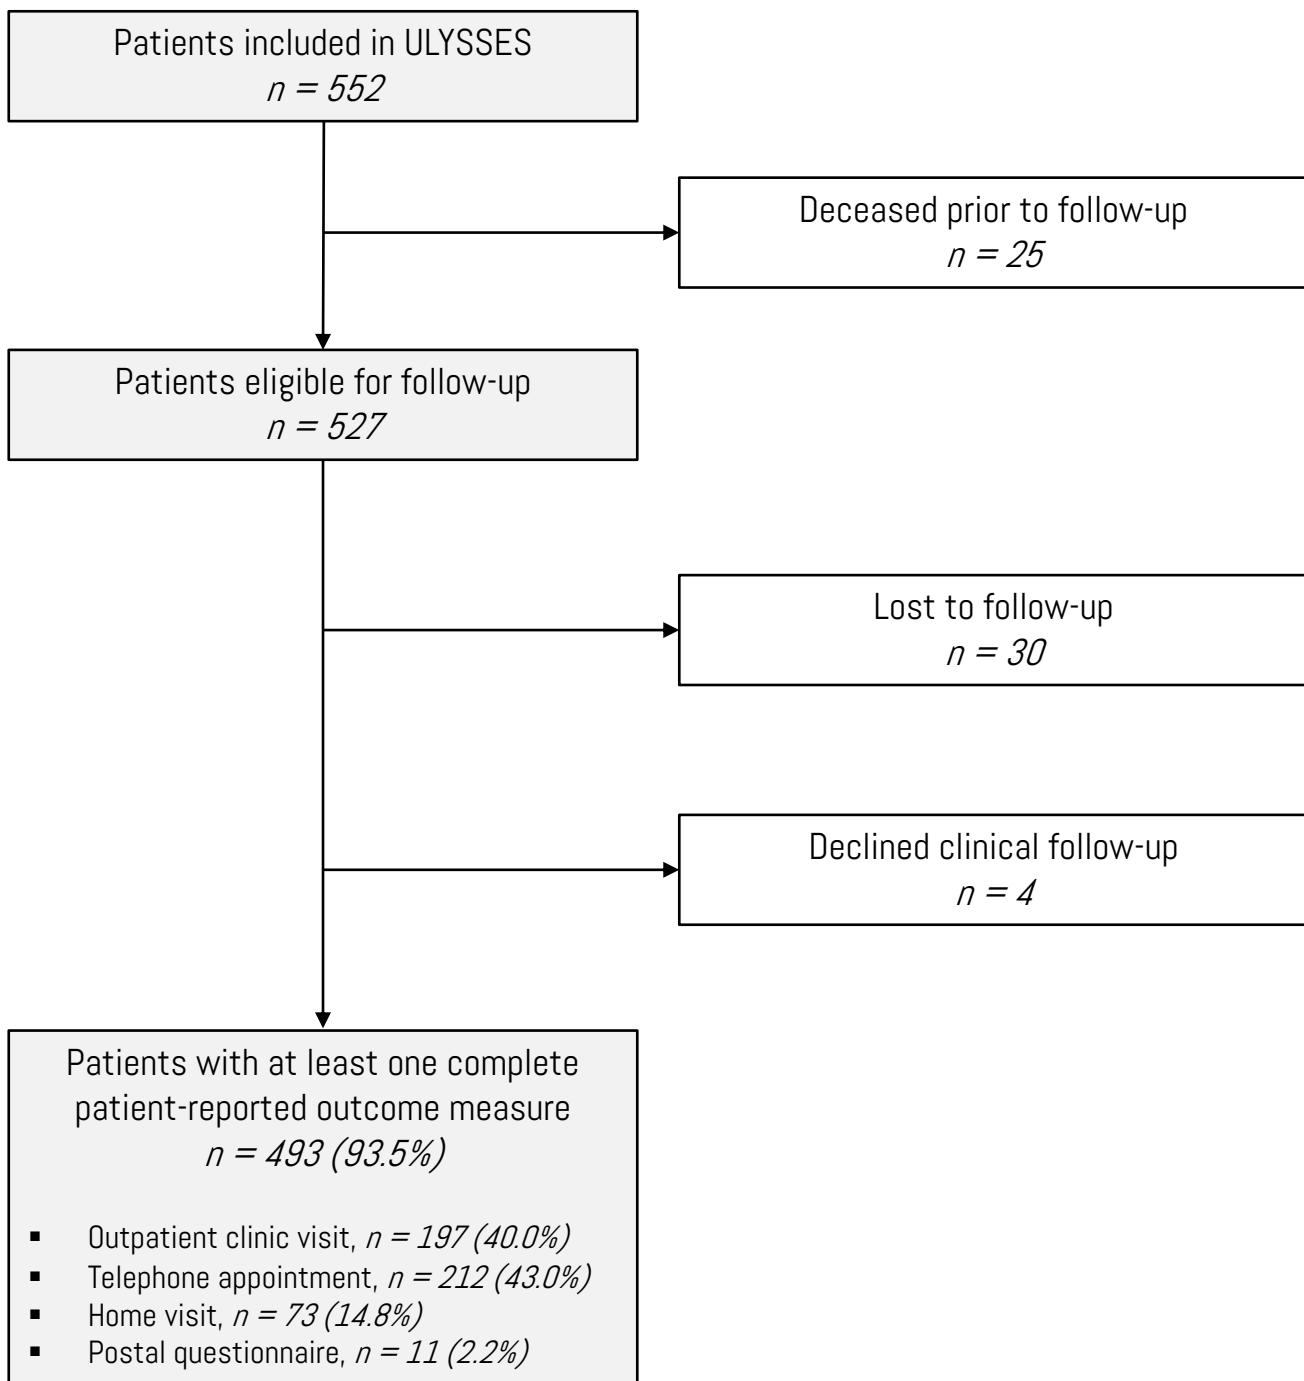 Patients included in ULYSSES
n = 552
Deceased prior to follow-up
n = 25
Patients eligible for follow-up
n = 527
Lost to follow-up
n = 30
Declined clinical follow-up
n = 4
Patients with at least one complete
patient-reported outcome measure
n = 493 (93.5%)
▪ Outpatient clinic visit, n = 197 (40.0%)
▪ Telephone appointment, n = 212 (43.0%)
▪ Home visit, n = 73 (14.8%)
▪ Postal questionnaire, n = 11 (2.2%)